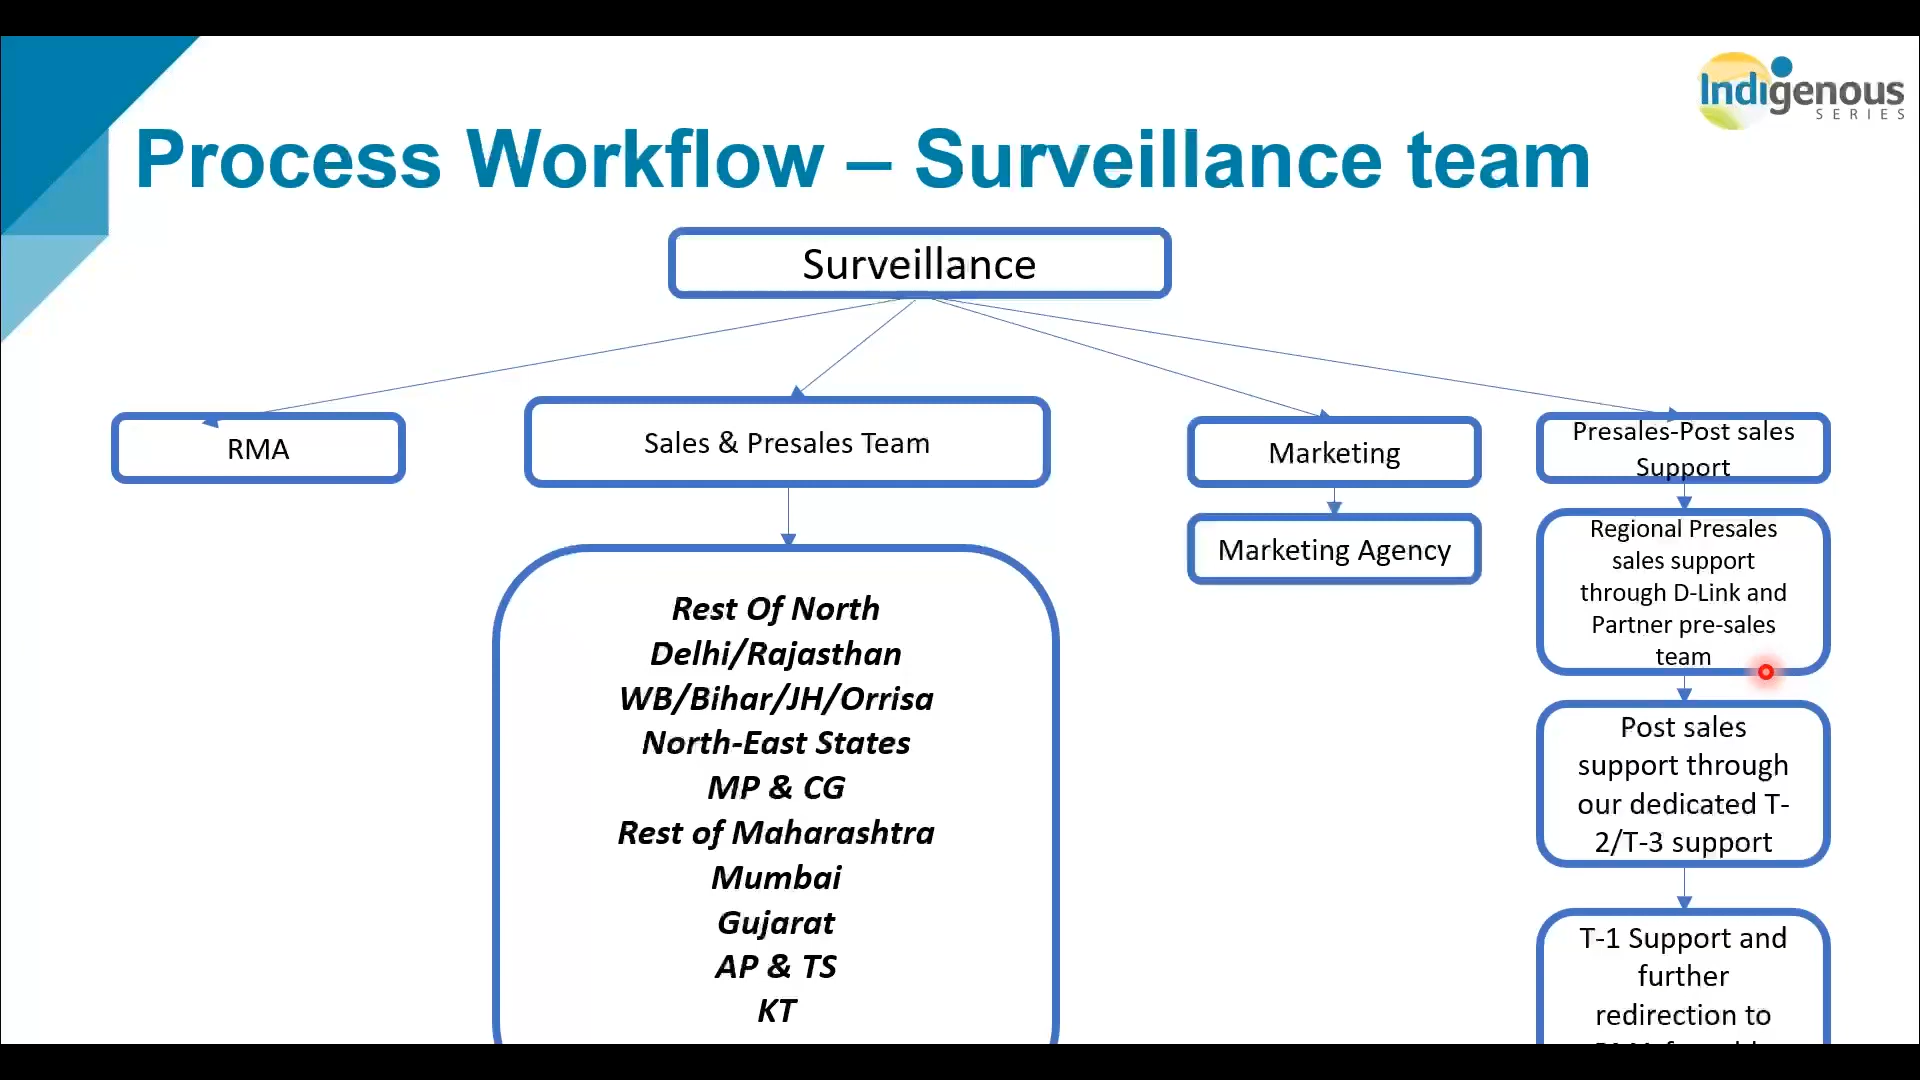 Indigenous
SERIES
Process Workflow – Surveillance team
Surveillance
RMA
Sales & Presales Team
Rest Of North
Delhi/Rajasthan
WB/Bihar/JH/Orrisa
North-East States
MP & CG
Rest of Maharashtra
Mumbai
Gujarat
AP & TS
KT
Marketing
Marketing Agency
Presales-Post sales
Support
Regional Presales
sales support
through D-Link and
Partner pre-sales
team
Post sales
support through
our dedicated T-
2/T-3 support
T-1 Support and
further
redirection to